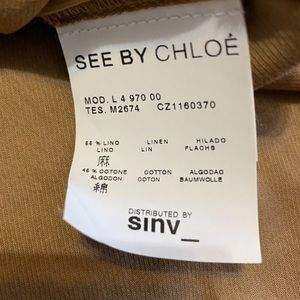 SEE BY CHLOÉ
MOD. L 4 970 00
TES. M2674 CZ1160370
55 % LINO LINEN HILADO
LINO LIN FLACHS
麻
45 % COTONE COTTON ALGODAO
ALGODON COTON BAUMWOLLE
綿
DISTRIBUTED BY
sinv_